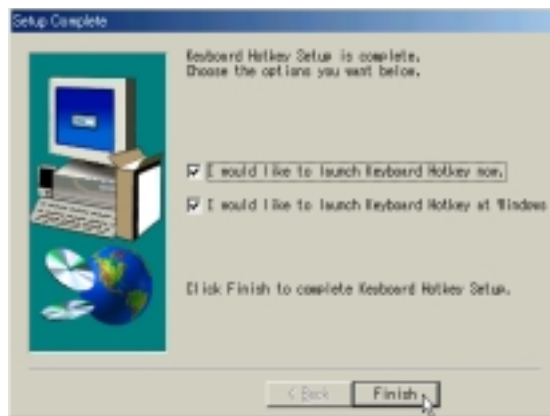 Setup Complete
Keyboard Hotkey Setup is complete.
Choose the options you want below.
I would like to launch Keyboard Hotkey now.
I would like to launch Keyboard Hotkey at Windows
Click Finish to complete Keyboard Hotkey Setup.
< Back
Finish